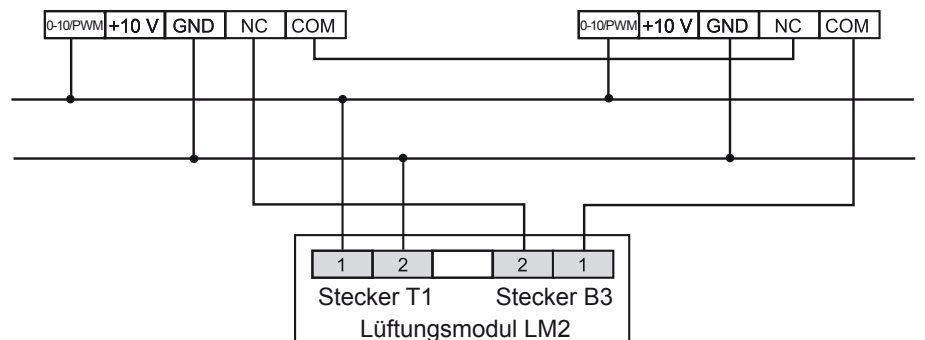 0-10/PWM +10 V GND NC COM 0-10/PWM +10 V GND NC COM
1 2 2 1
Stecker T1 Stecker B3
Lüftungsmodul LM2